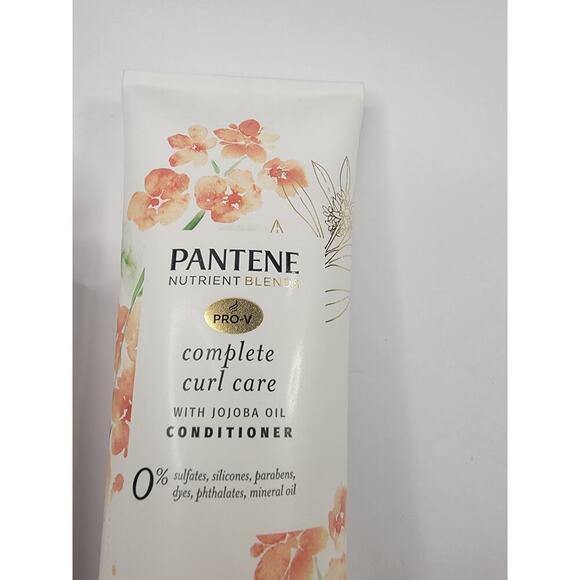 PANTENE
NUTRIENT BLENDS
PRO-V
complete
curl care
WITH JOJOBA OIL
CONDITIONER
0% sulfates, silicones, parabens,
dyes, phthalates, mineral oil